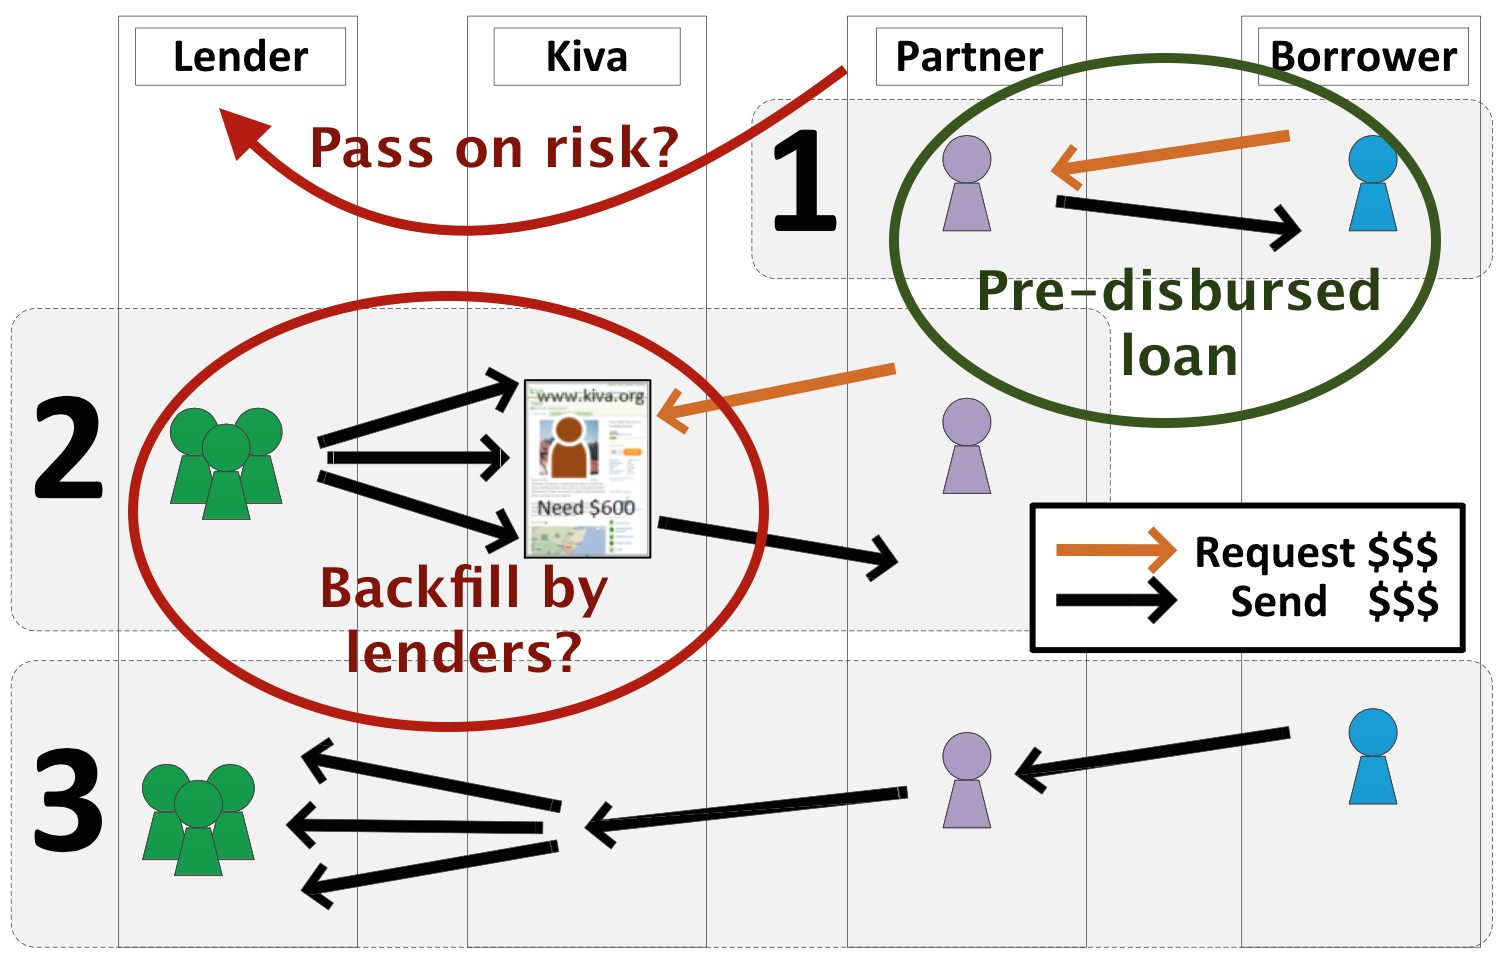 Lender
Kiva
Partner
Borrower
Pass on risk?
1
Pre-disbursed
loan
2
www.kiva.org
Need $600
Backfill by
lenders?
Request $$$
Send $$$
3